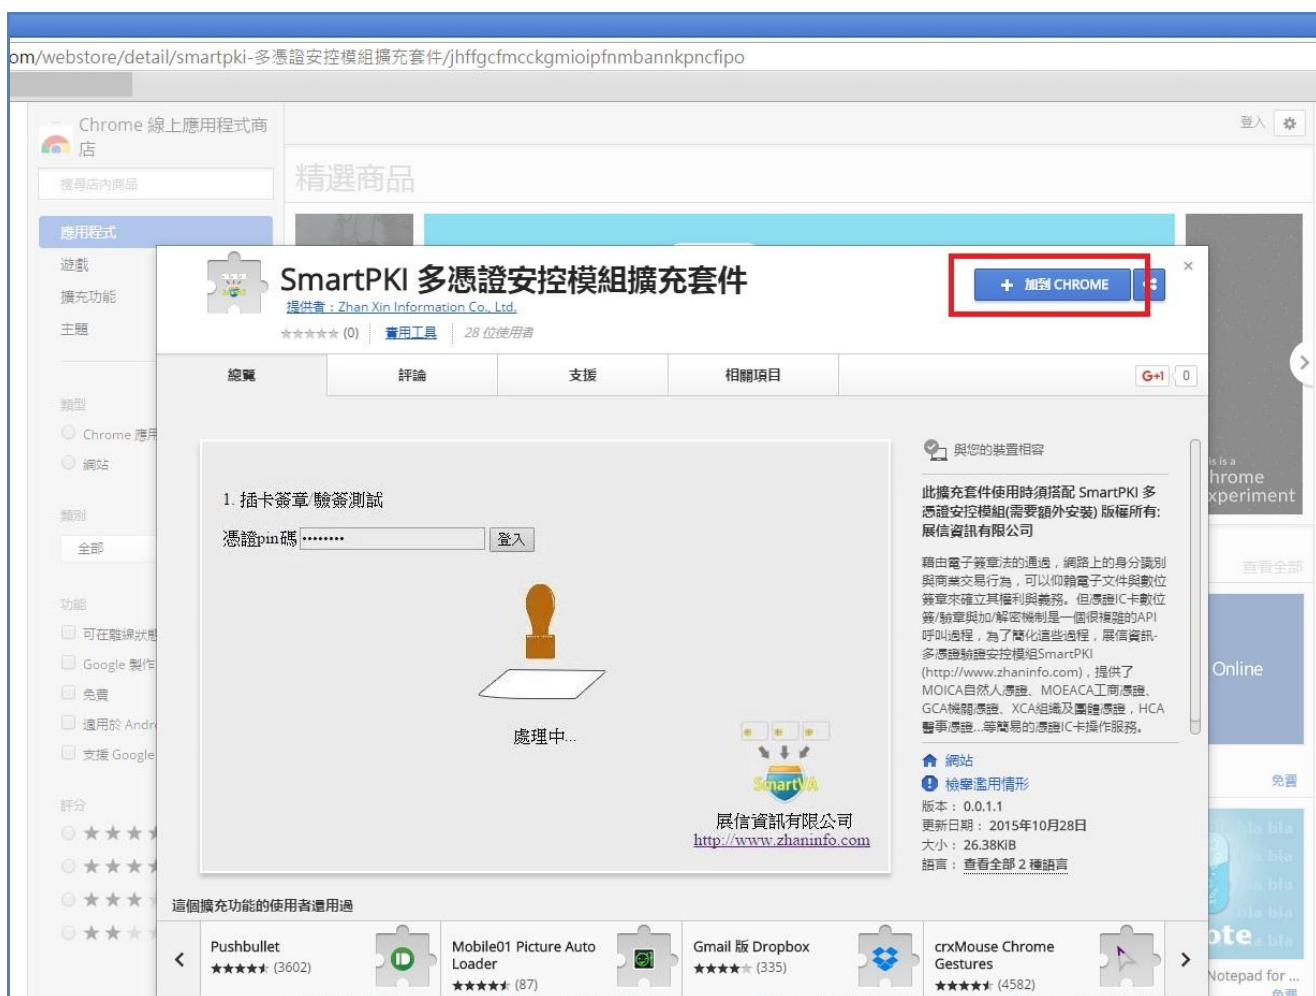 om/webstore/detail/smartpki-多憑證安控模組擴充套件/jhffgcfmcckgmioipfnmbannkpncfipo
Chrome 線上應用程式商
店
登入
搜尋店內商品
精選商品
應用程式
遊戲
擴充功能
主題
類型
Chrome 應用
網站
類別
全部
功能
可在離線狀態
Google 製作
免費
適用於 Andr
支援 Google
評分
SmartPKI 多憑證安控模組擴充套件
提供者：Zhan Xin Information Co., Ltd.
(0) 實用工具 28 位使用者
加到 CHROME
總覽 評論 支援 相關項目
G+1 0
1. 插卡簽章/驗簽測試
憑證pin碼 ········ 登入
處理中...
SmartVA
展信資訊有限公司
http://www.zhaninfo.com
與您的裝置相容
此擴充套件使用時須搭配 SmartPKI 多
憑證安控模組(需要額外安裝) 版權所有:
展信資訊有限公司
藉由電子簽章法的通過，網路上的身分識別
與商業交易行為，可以仰賴電子文件與數位
簽章來確立其權利與義務。但憑證IC卡數位
簽/驗章與加/解密機制是一個很複雜的API
呼叫過程，為了簡化這些過程，展信資訊-
多憑證驗證安控模組SmartPKI
(http://www.zhaninfo.com)，提供了
MOICA自然人憑證、MOEACA工商憑證、
GCA機關憑證、XCA組織及團體憑證，HCA
醫事憑證...等簡易的憑證IC卡操作服務。
網站
檢舉濫用情形
版本： 0.0.1.1
更新日期： 2015年10月28日
大小： 26.38KiB
語言： 查看全部 2 種語言
is is a
hrome
xperiment
查看全部
Online
免費
bla bla
ote
Notepad for ...
免費
這個擴充功能的使用者還用過
Pushbullet
(3602)
Mobile01 Picture Auto
Loader
(87)
Gmail 版 Dropbox
(335)
crxMouse Chrome
Gestures
(4582)